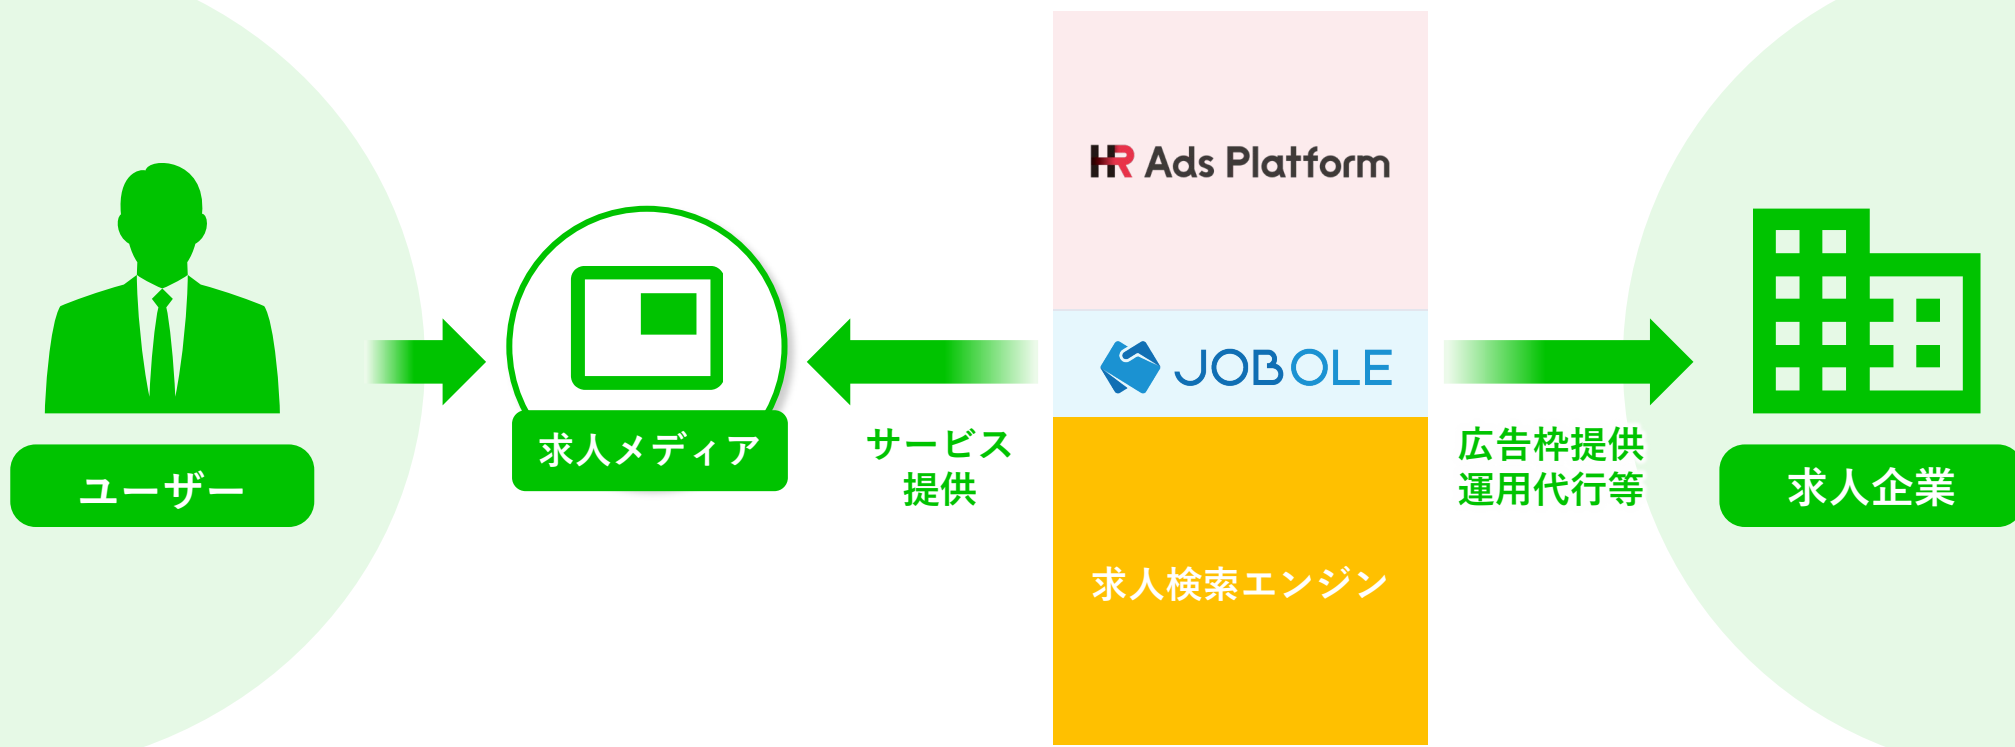 ユーザー
求人メディア
サービス
提供
HR Ads Platform
JOB OLE
求人検索エンジン
広告枠提供
運用代行等
求人企業